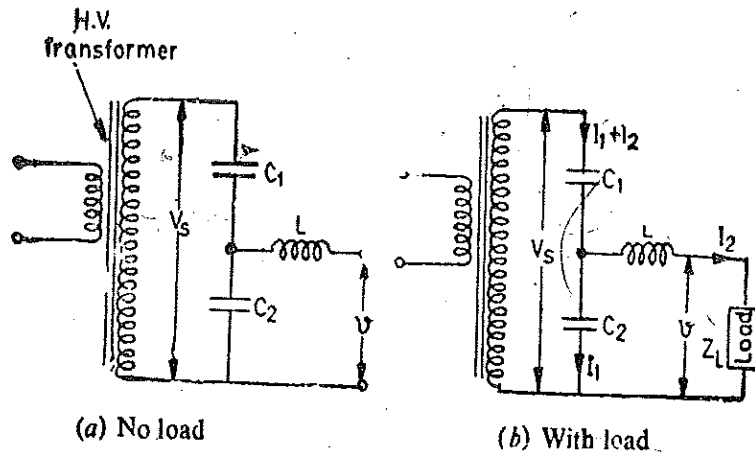 H.V.
Transformer
Vs
C1
L
C2
v
(a) No load
I1+I2
C1
Vs
L
I2
C2
v
I1
ZL
Load
(b) With load